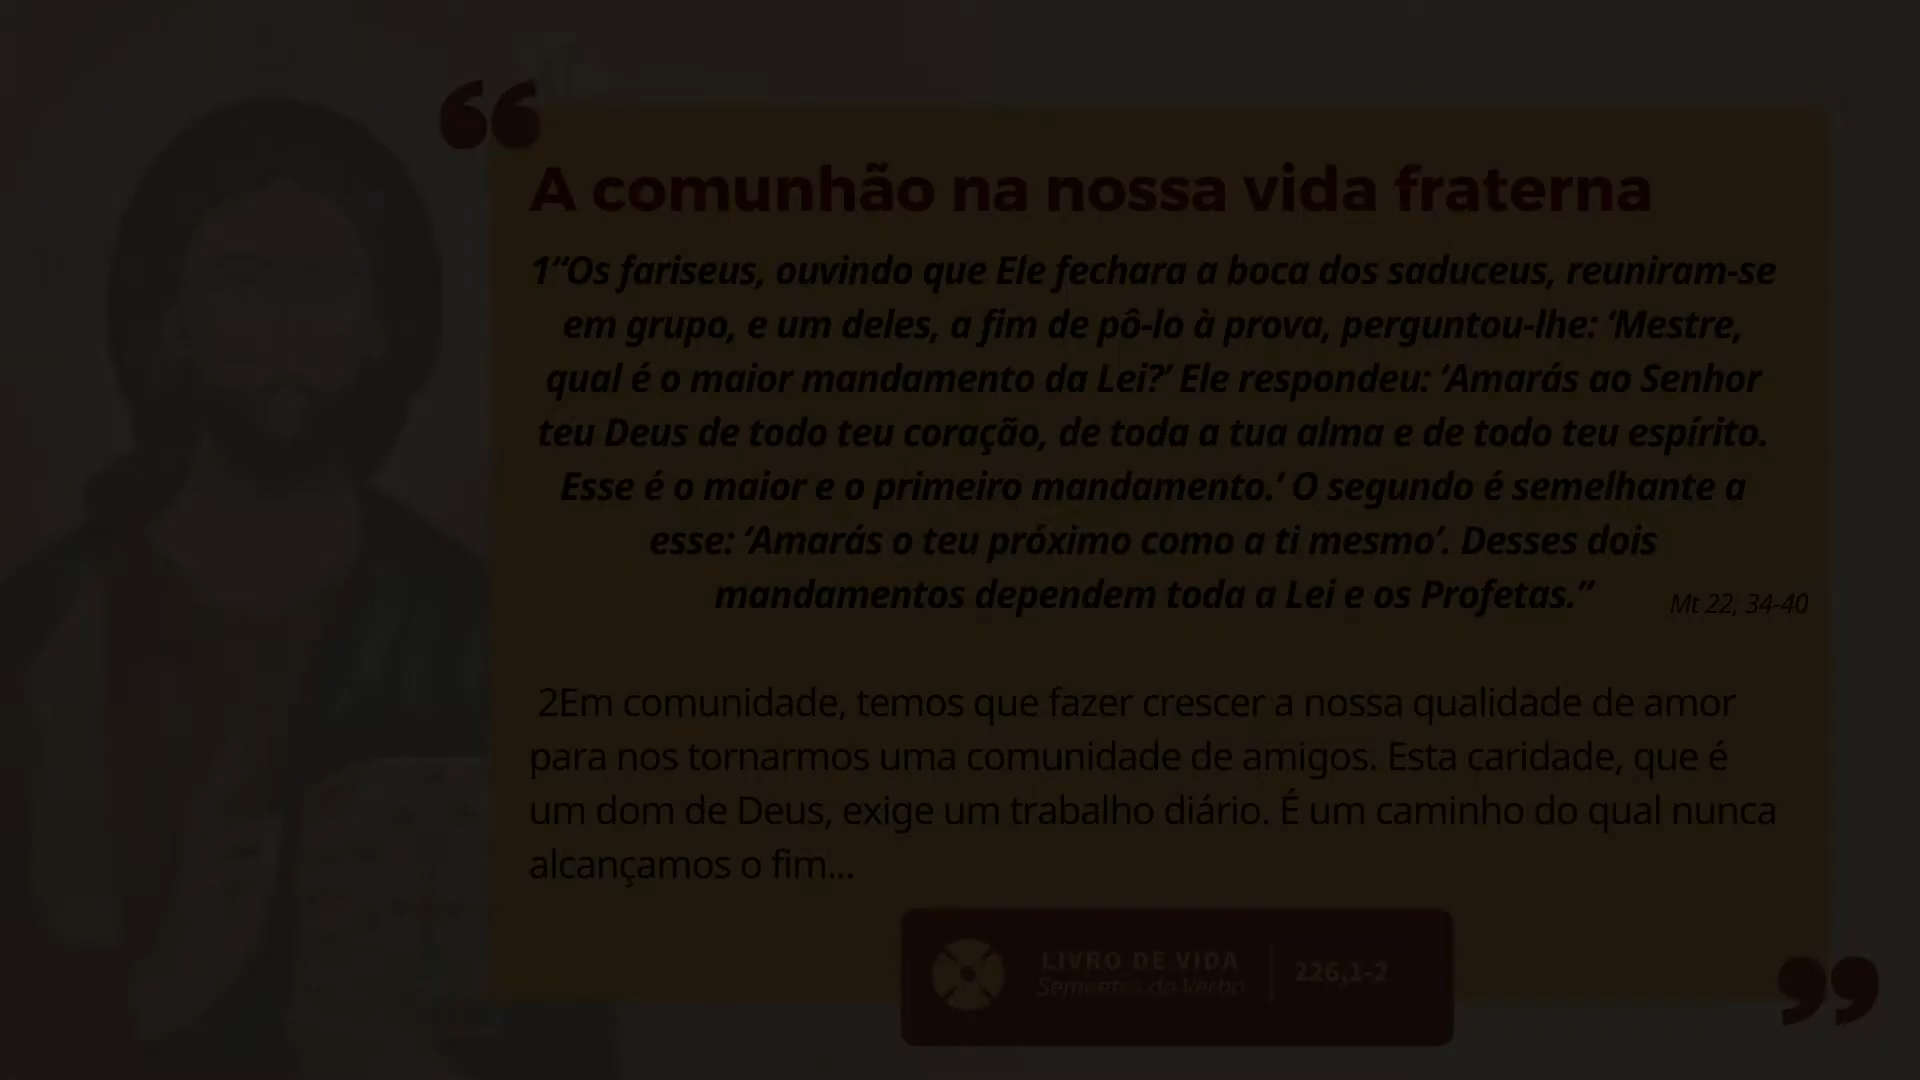 A comunhão na nossa vida fraterna
1“Os fariseus, ouvindo que Ele fechara a boca dos saduceus, reuniram-se
em grupo, e um deles, a fim de pô-lo à prova, perguntou-lhe: ‘Mestre,
qual é o maior mandamento da Lei?’ Ele respondeu: ‘Amarás ao Senhor
teu Deus de todo teu coração, de toda a tua alma e de todo teu espírito.
Esse é o maior e o primeiro mandamento.’ O segundo é semelhante a
esse: ‘Amarás o teu próximo como a ti mesmo’. Desses dois
mandamentos dependem toda a Lei e os Profetas.”
Mt 22, 34-40
2Em comunidade, temos que fazer crescer a nossa qualidade de amor
para nos tornarmos uma comunidade de amigos. Esta caridade, que é
um dom de Deus, exige um trabalho diário. É um caminho do qual nunca
alcançamos o fim...
LIVRO DE VIDA
Sementes do Verbo
226,1-2